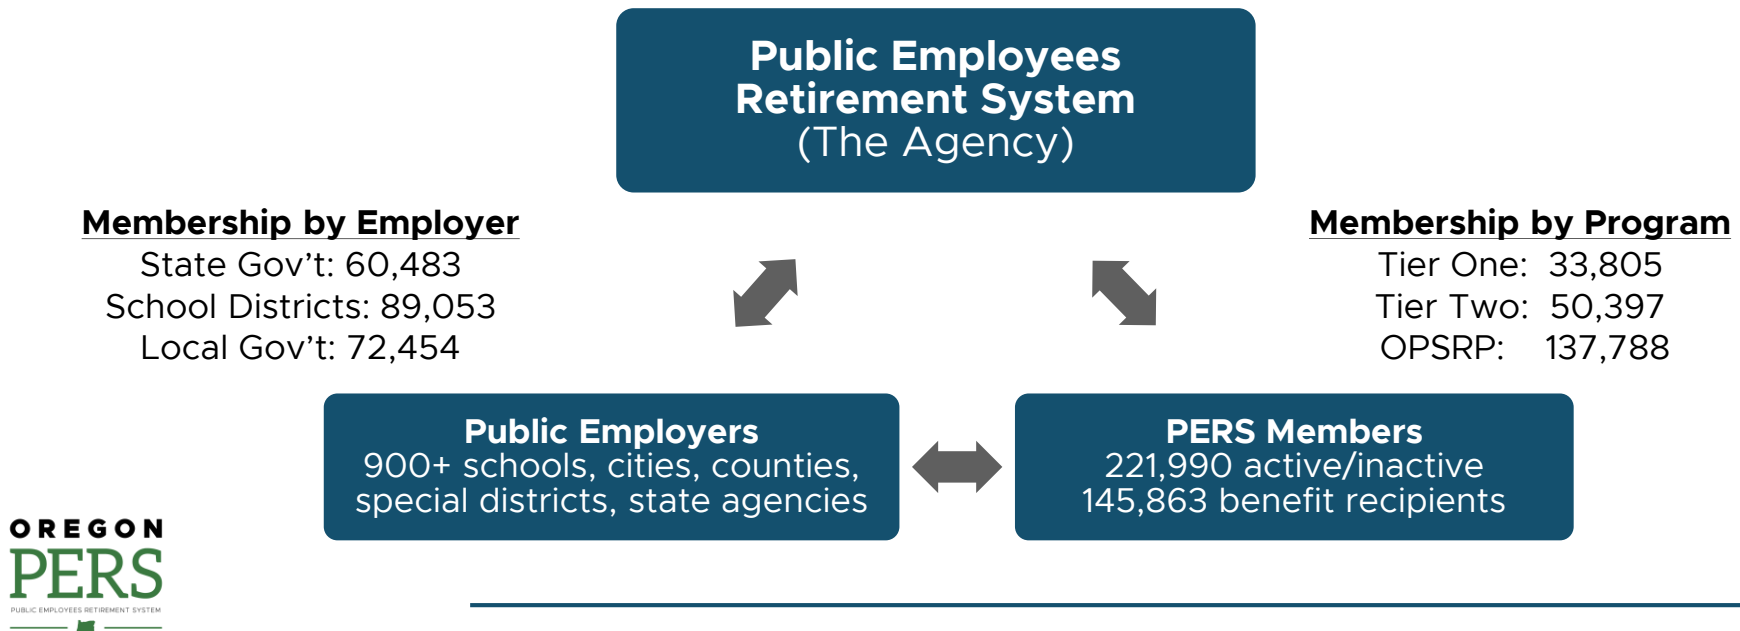 Public Employees
Retirement System
(The Agency)
Membership by Employer
State Gov't: 60,483
School Districts: 89,053
Local Gov't: 72,454
Membership by Program
Tier One: 33,805
Tier Two: 50,397
OPSRP: 137,788
Public Employers
900+ schools, cities, counties,
special districts, state agencies
PERS Members
221,990 active/inactive
145,863 benefit recipients
OREGON
PERS
PUBLIC EMPLOYEES RETIREMENT SYSTEM